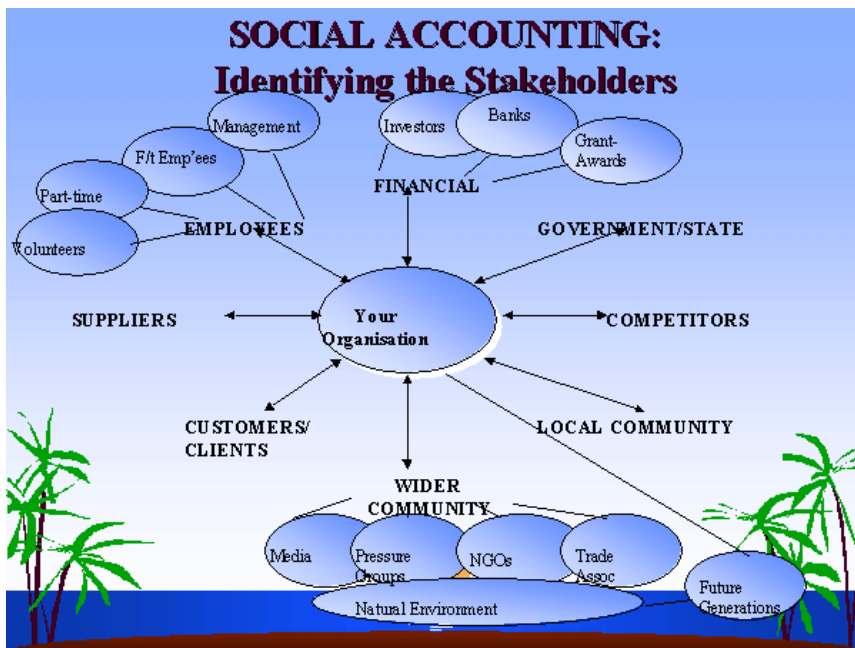 SOCIAL ACCOUNTING:
Identifying the Stakeholders
Management
F/t Emp'ees
Part-time
Volunteers
EMPLOYEES
Investors
Banks
Grant-
Awards
FINANCIAL
GOVERNMENT/STATE
SUPPLIERS
Your
Organisation
COMPETITORS
CUSTOMERS/
CLIENTS
LOCAL COMMUNITY
WIDER
COMMUNITY
Media
Pressure
Groups
NGOs
Trade
Assoc
Natural Environment
Future
Generations